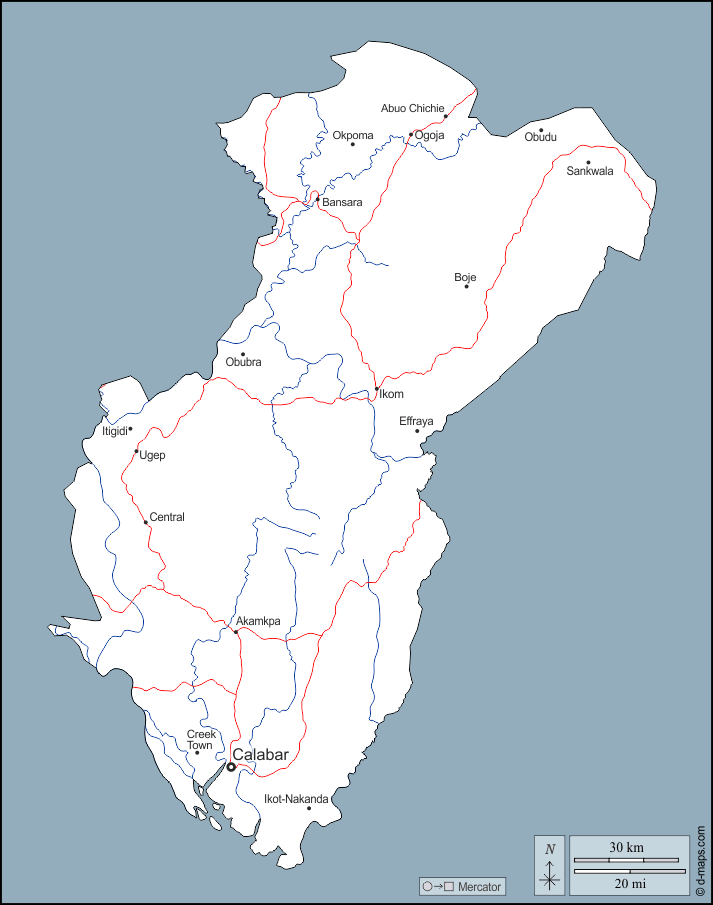 Abuo Chichie
Okpoma
Ogoja
Obudu
Sankwala
Bansara
Boje
Obubra
Ikom
Effraya
Itigidi
Ugep
Central
Akamkpa
Creek
Town
Calabar
Ikot-Nakanda
N
30 km
20 mi
Mercator
© d-maps.com